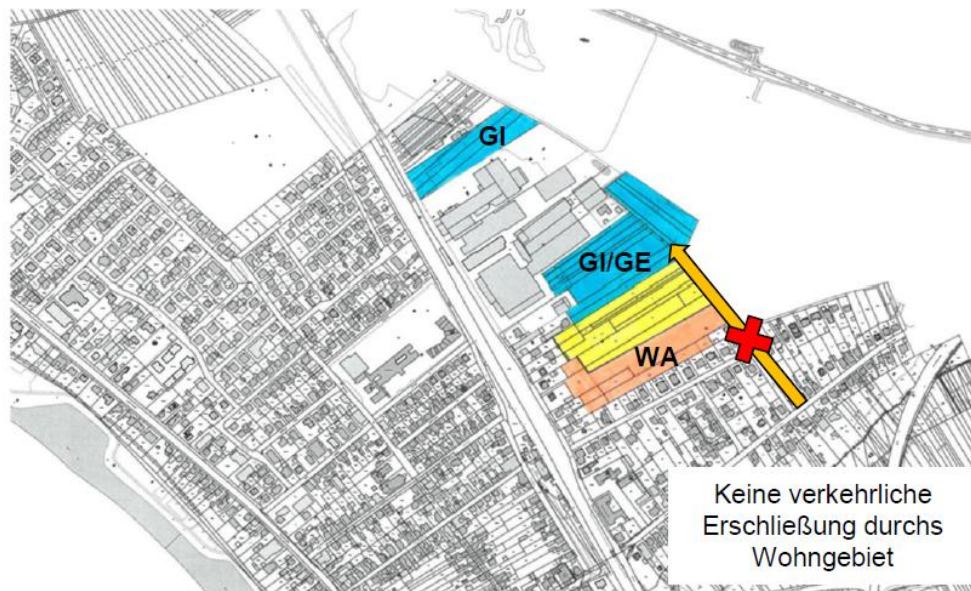 GI
GI/GE
WA
Keine verkehrliche
Erschließung durchs
Wohngebiet